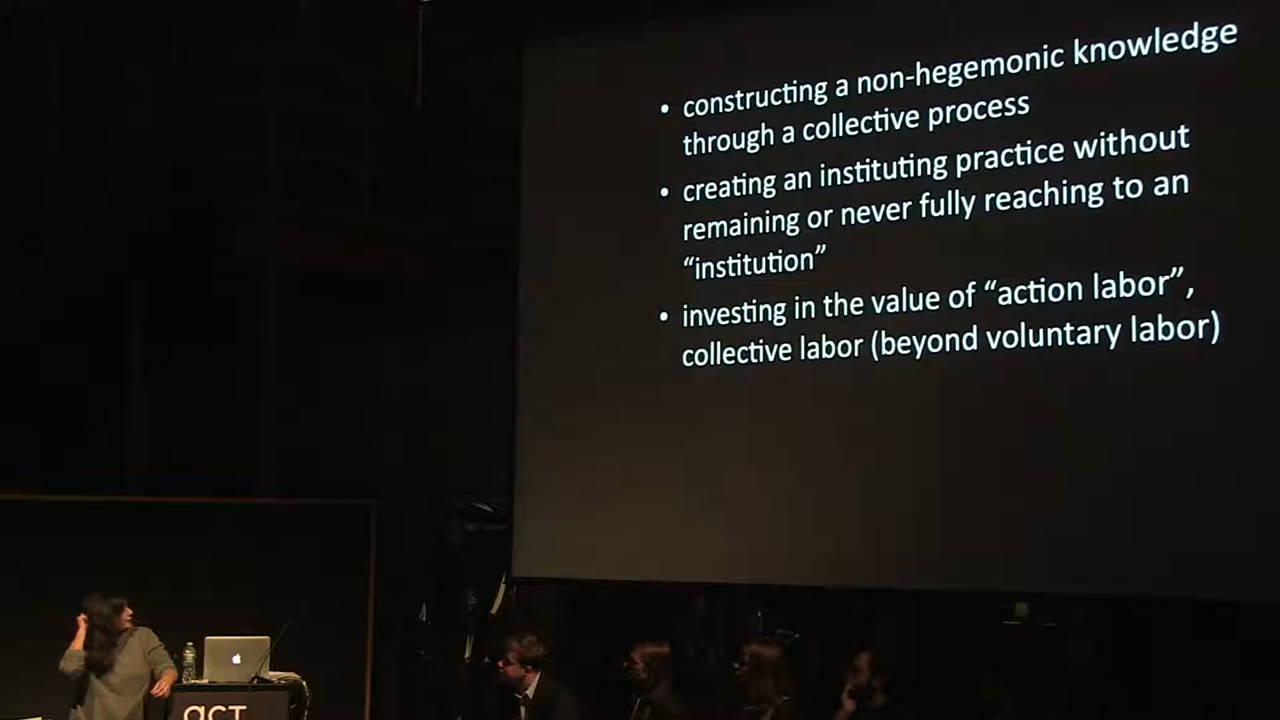 • constructing a non-hegemonic knowledge
through a collective process
• creating an instituting practice without
remaining or never fully reaching to an
“institution”
• investing in the value of “action labor”,
collective labor (beyond voluntary labor)
act